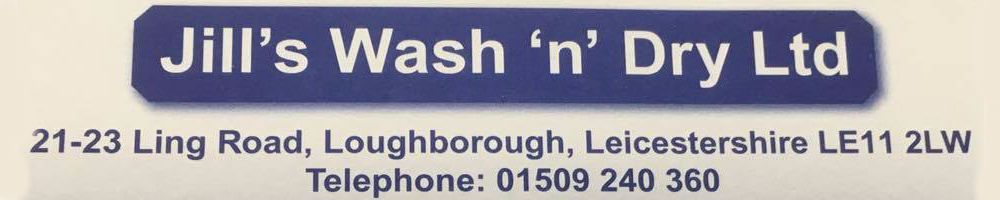 Jill's Wash 'n' Dry Ltd
21-23 Ling Road, Loughborough, Leicestershire LE11 2LW
Telephone: 01509 240 360